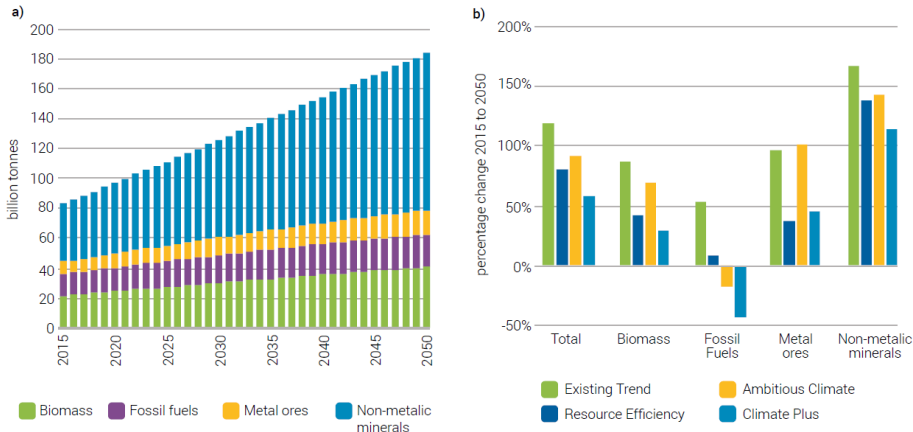 a)
200
180
160
140
120
100
80
60
40
20
0
billion tonnes
2015
2020
2025
2030
2035
2040
2045
2050
Biomass
Fossil fuels
Metal ores
Non-metalic
minerals
b)
200%
150%
100%
50%
0%
-50%
percentage change 2015 to 2050
Total
Biomass
Fossil
Fuels
Metal
ores
Non-metalic
minerals
Existing Trend
Ambitious Climate
Resource Efficiency
Climate Plus